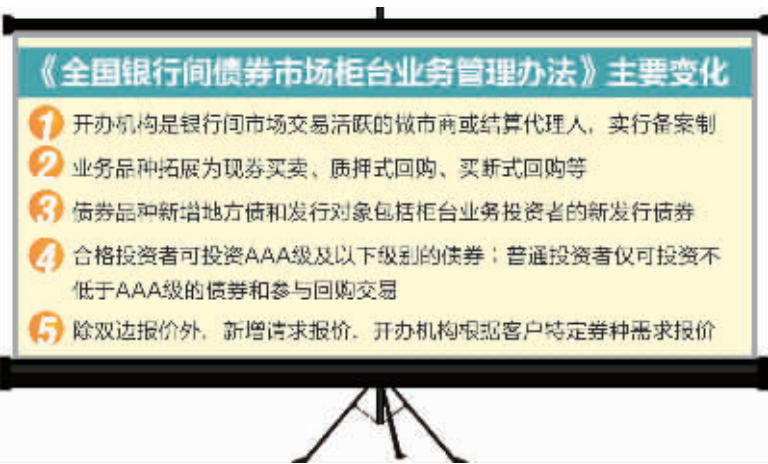 《全国银行间债券市场柜台业务管理办法》主要变化
1 开办机构是银行间市场交易活跃的做市商或结算代理人，实行备案制
2 业务品种拓展为现券买卖、质押式回购、买断式回购等
3 债券品种新增地方债和发行对象包括柜台业务投资者的新发行债券
4 合格投资者可投资AAA级及以下级别的债券；普通投资者仅可投资不
低于AAA级的债券和参与回购交易
5 除双边报价外，新增请求报价，开办机构根据客户特定券种需求报价